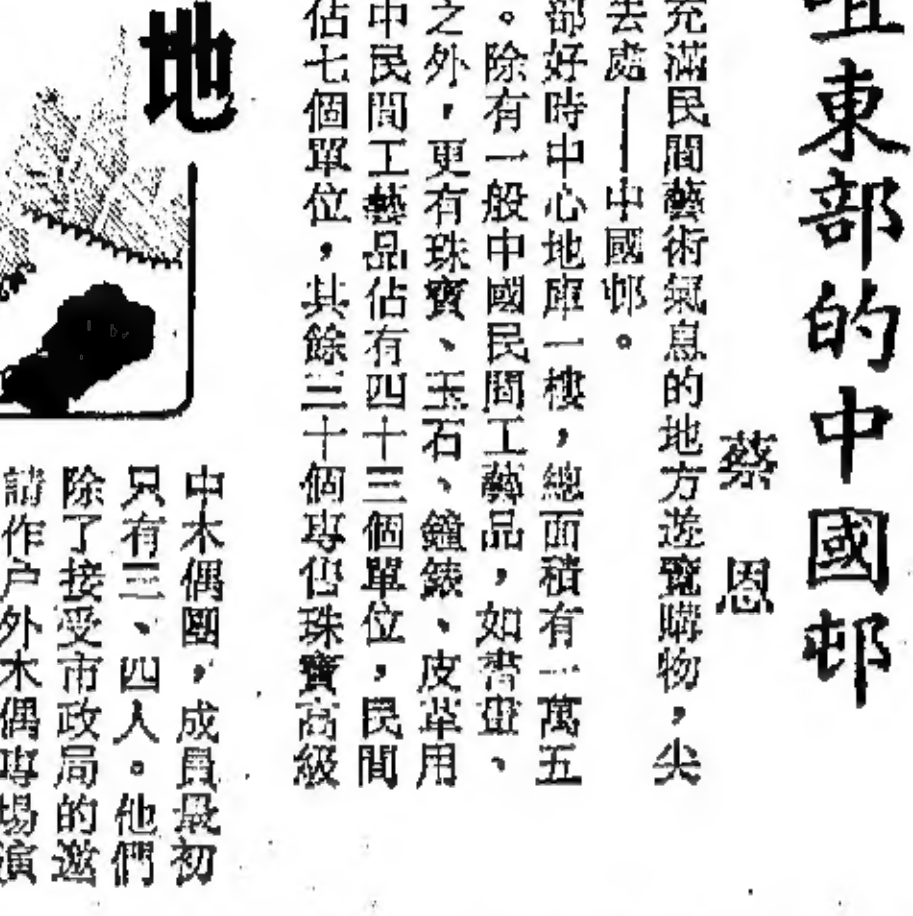 咀東部的中國邨
蔡恩
充滿民間藝術氣息的地方遊覽購物，尖
去處——中國邨。
部好時中心地庫一樓，總面積有一萬五
。除有一般中國民間工藝品，如書畫、
之外，更有珠寶、玉石、鐘錶、皮革用
中民間工藝品佔有四十三個單位，民間
佔七個單位，其餘三十個專售珠寶高級
地
中木偶團，成員最初
只有三、四人。他們
除了接受市政局的邀
請作户外木偶專場演